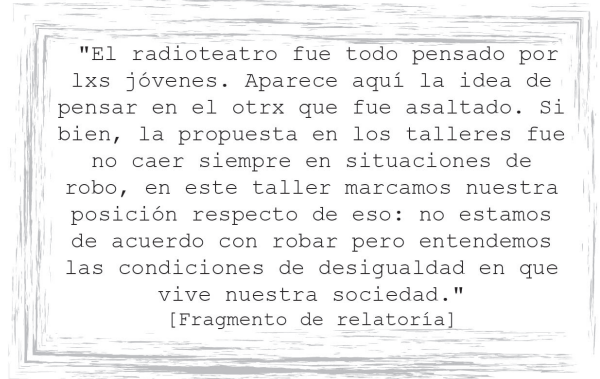 "El radioteatro fue todo pensado por
lxs jóvenes. Aparece aquí la idea de
pensar en el otrx que fue asaltado. Si
bien, la propuesta en los talleres fue
no caer siempre en situaciones de
robo, en este taller marcamos nuestra
posición respecto de eso: no estamos
de acuerdo con robar pero entendemos
las condiciones de desigualdad en que
vive nuestra sociedad."
[Fragmento de relatoría]